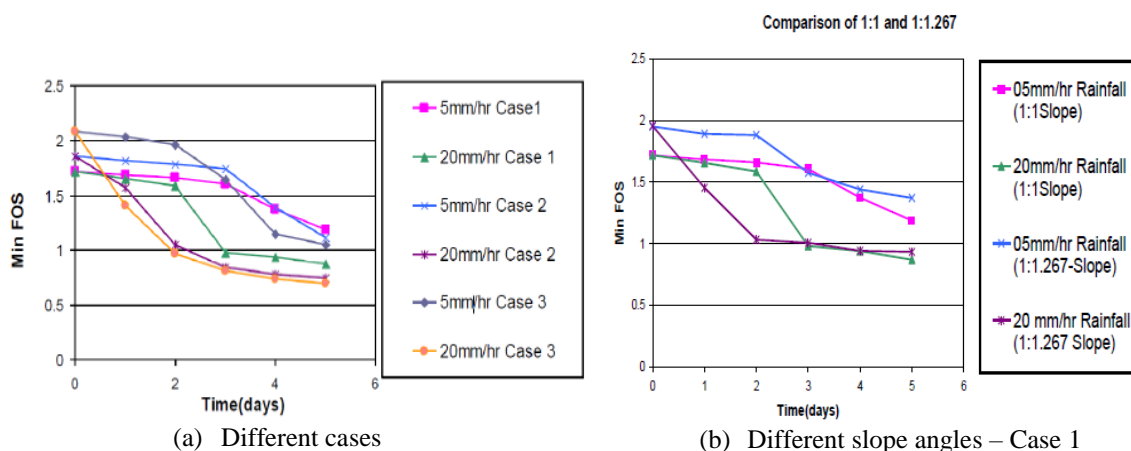 2.5
2
1.5
1
0.5
0
Min FOS
0 2 4 6
Time(days)
5mm/hr Case1
20mm/hr Case 1
5mm/hr Case 2
20mm/hr Case 2
5mm/hr Case 3
20mm/hr Case 3
(a) Different cases
Comparison of 1:1 and 1:1.267
2.5
2
1.5
1
0.5
0
Min FOS
0 1 2 3 4 5 6
Time(days)
05mm/hr Rainfall
(1:1Slope)
20mm/hr Rainfall
(1:1Slope)
05mm/hr Rainfall
(1:1.267-Slope)
20 mm/hr Rainfall
(1:1.267 Slope)
(b) Different slope angles – Case 1